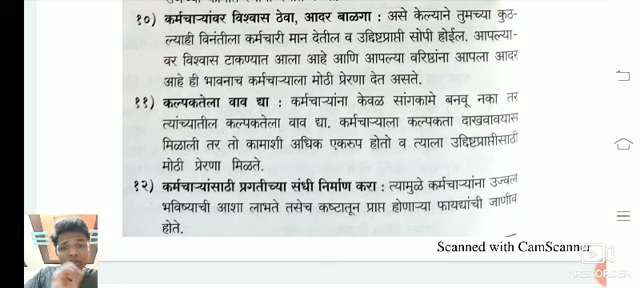 १०) कर्मचाऱ्यांवर विश्वास ठेवा, आदर बाळगा : असे केल्याने तुमच्या कुठ-
ल्याही विनंतीला कर्मचारी मान देतील व उद्दिष्टप्राप्ती सोपी होईल. आपल्या-
वर विश्वास टाकण्यात आला आहे आणि आपल्या वरिष्ठांना आपला आदर
आहे ही भावनाच कर्मचाऱ्याला मोठी प्रेरणा देत असते.
११) कल्पकतेला वाव द्या : कर्मचाऱ्यांना केवळ सांगकामे बनवू नका तर
त्यांच्यातील कल्पकतेला वाव द्या. कर्मचाऱ्याला कल्पकता दाखवावयास
मिळाली तर तो कामाशी अधिक एकरुप होतो व त्याला उद्दिष्टप्राप्तीसाठी
मोठी प्रेरणा मिळते.
१२) कर्मचाऱ्यांसाठी प्रगतीच्या संधी निर्माण करा : त्यामुळे कर्मचाऱ्यांना उज्वल
भविष्याची आशा लाभते तसेच कष्टातून प्राप्त होणाऱ्या फायद्यांची जाणीव
होते.
Scanned with CamScanner
RECORDER